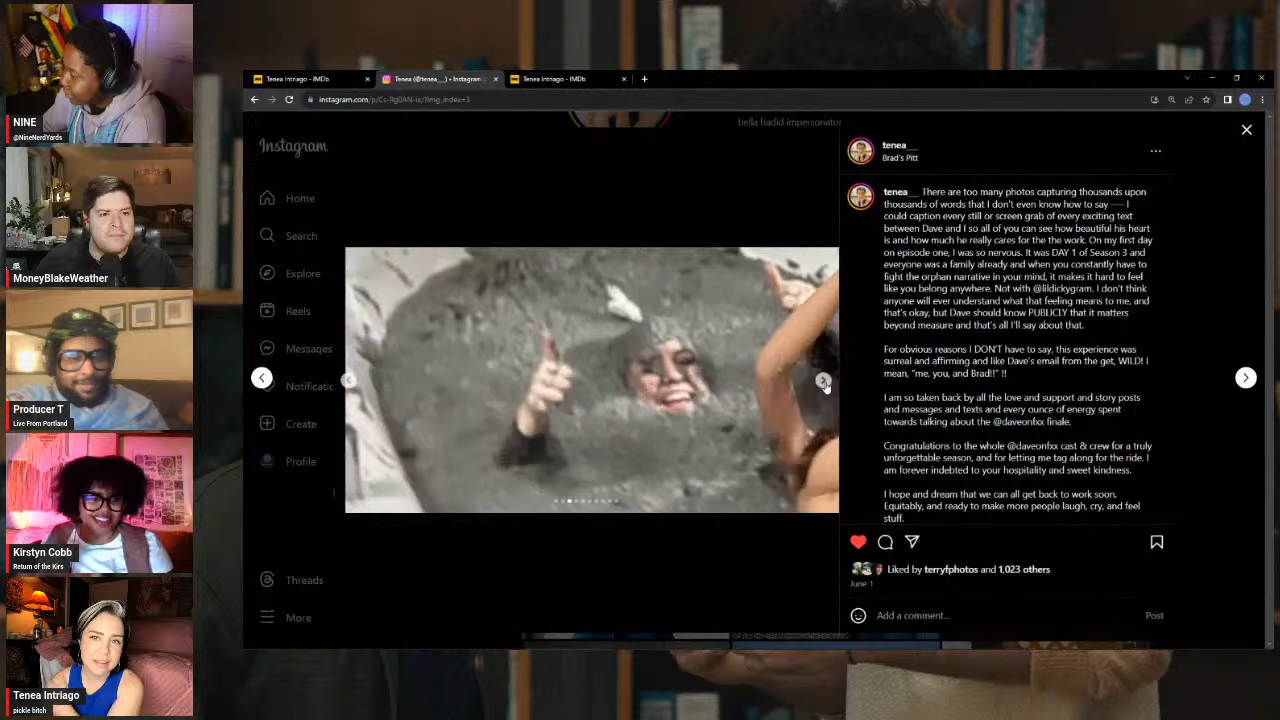 NINE
@NineNerdYards
MoneyBlakeWeather
Producer T
Live From Portland
Kirstyn Cobb
Return of the Kirs
Tenea Intriago
pickle bitch
Tenea Intriago - IMDb
Tenea (@tenea__) • Instagram
Tenea Intriago - IMDb
bella hadid impersonator
Instagram
Home
Search
Explore
Reels
Messages
Notificatic
Create
Profile
Threads
More
tenea__
Brad's Pitt
tenea__ There are too many photos capturing thousands upon
thousands of words that I don't even know how to say — I
could caption every still or screen grab of every exciting text
between Dave and I so all of you can see how beautiful his heart
is and how much he really cares for the the work. On my first day
on episode one, I was so nervous. It was DAY 1 of Season 3 and
everyone was a family already and when you constantly have to
fight the orphan narrative in your mind, it makes it hard to feel
like you belong anywhere. Not with @lildickygram. I don't think
anyone will ever understand what that feeling means to me, and
that's okay, but Dave should know PUBLICLY that it matters
beyond measure and that's all I'll say about that.
For obvious reasons I DON'T have to say, this experience was
surreal and affirming and like Dave's email from the get, WILD! I
mean, "me, you, and Brad!!" !!
I am so taken back by all the love and support and story posts
and messages and texts and every ounce of energy spent
towards talking about the @daveonfxx finale.
Congratulations to the whole @daveonfxx cast & crew for a truly
unforgettable season, and for letting me tag along for the ride. I
am forever indebted to your hospitality and sweet kindness.
I hope and dream that we can all get back to work soon.
Equitably, and ready to make more people laugh, cry, and feel
stuff.
Liked by terryfphotos and 1,023 others
June 1
Add a comment...
Post